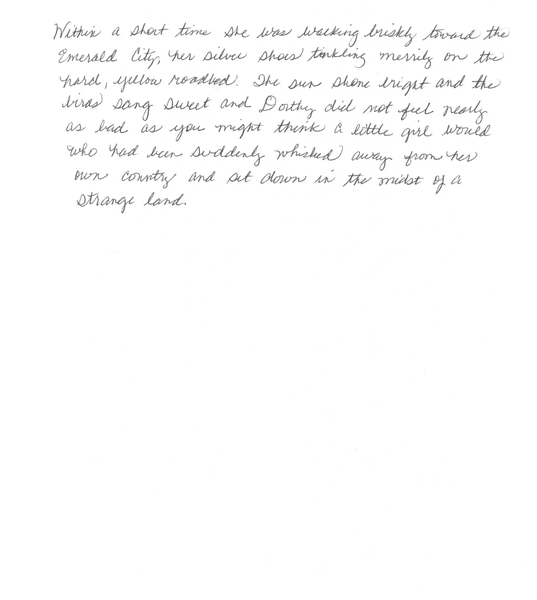 Within a short time she was walking briskly toward the
Emerald City, her silver shoes tinkling merrily on the
hard, yellow roadbed. The sun shone bright and the
birds sang sweet and Dorthy did not feel nearly
as bad as you might think a little girl would
who had been suddenly whisked away from her
own country and set down in the midst of a
strange land.